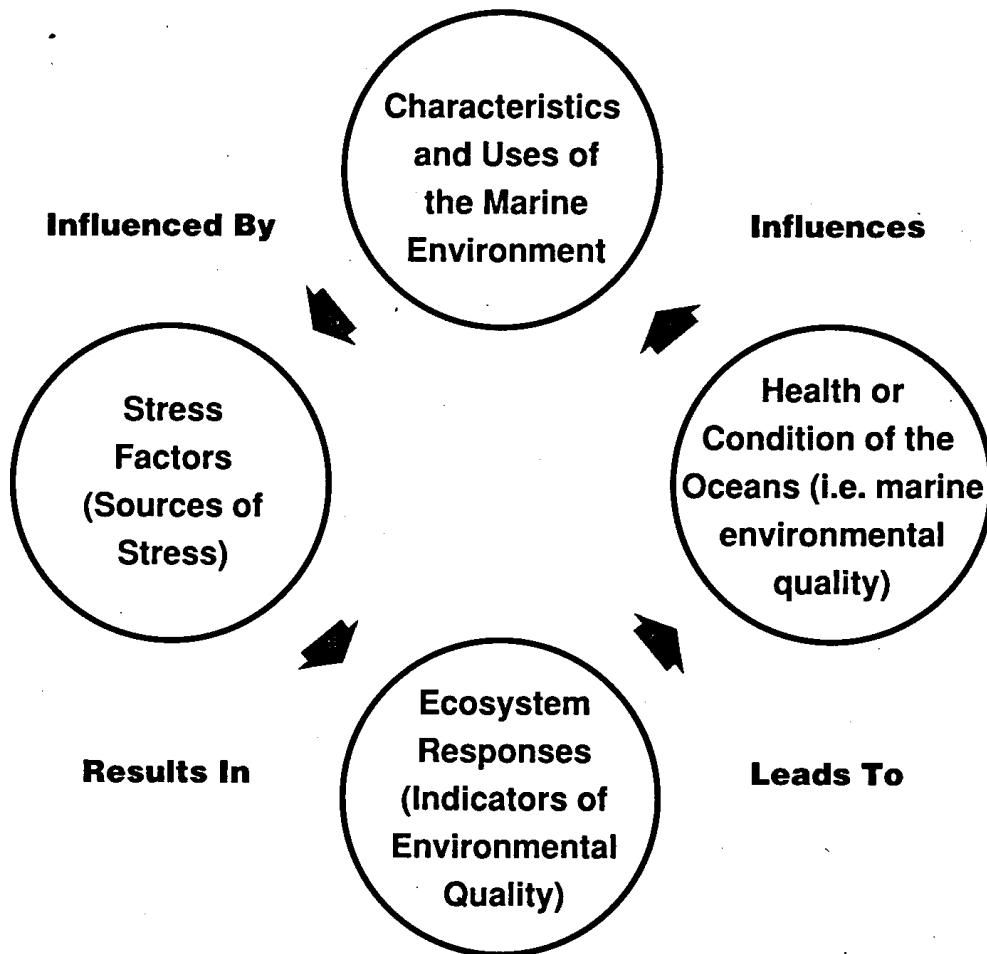 Characteristics
and Uses of
the Marine
Environment
Influenced By
Influences
Stress
Factors
(Sources of
Stress)
Health or
Condition of the
Oceans (i.e. marine
environmental
quality)
Ecosystem
Responses
(Indicators of
Environmental
Quality)
Results In
Leads To